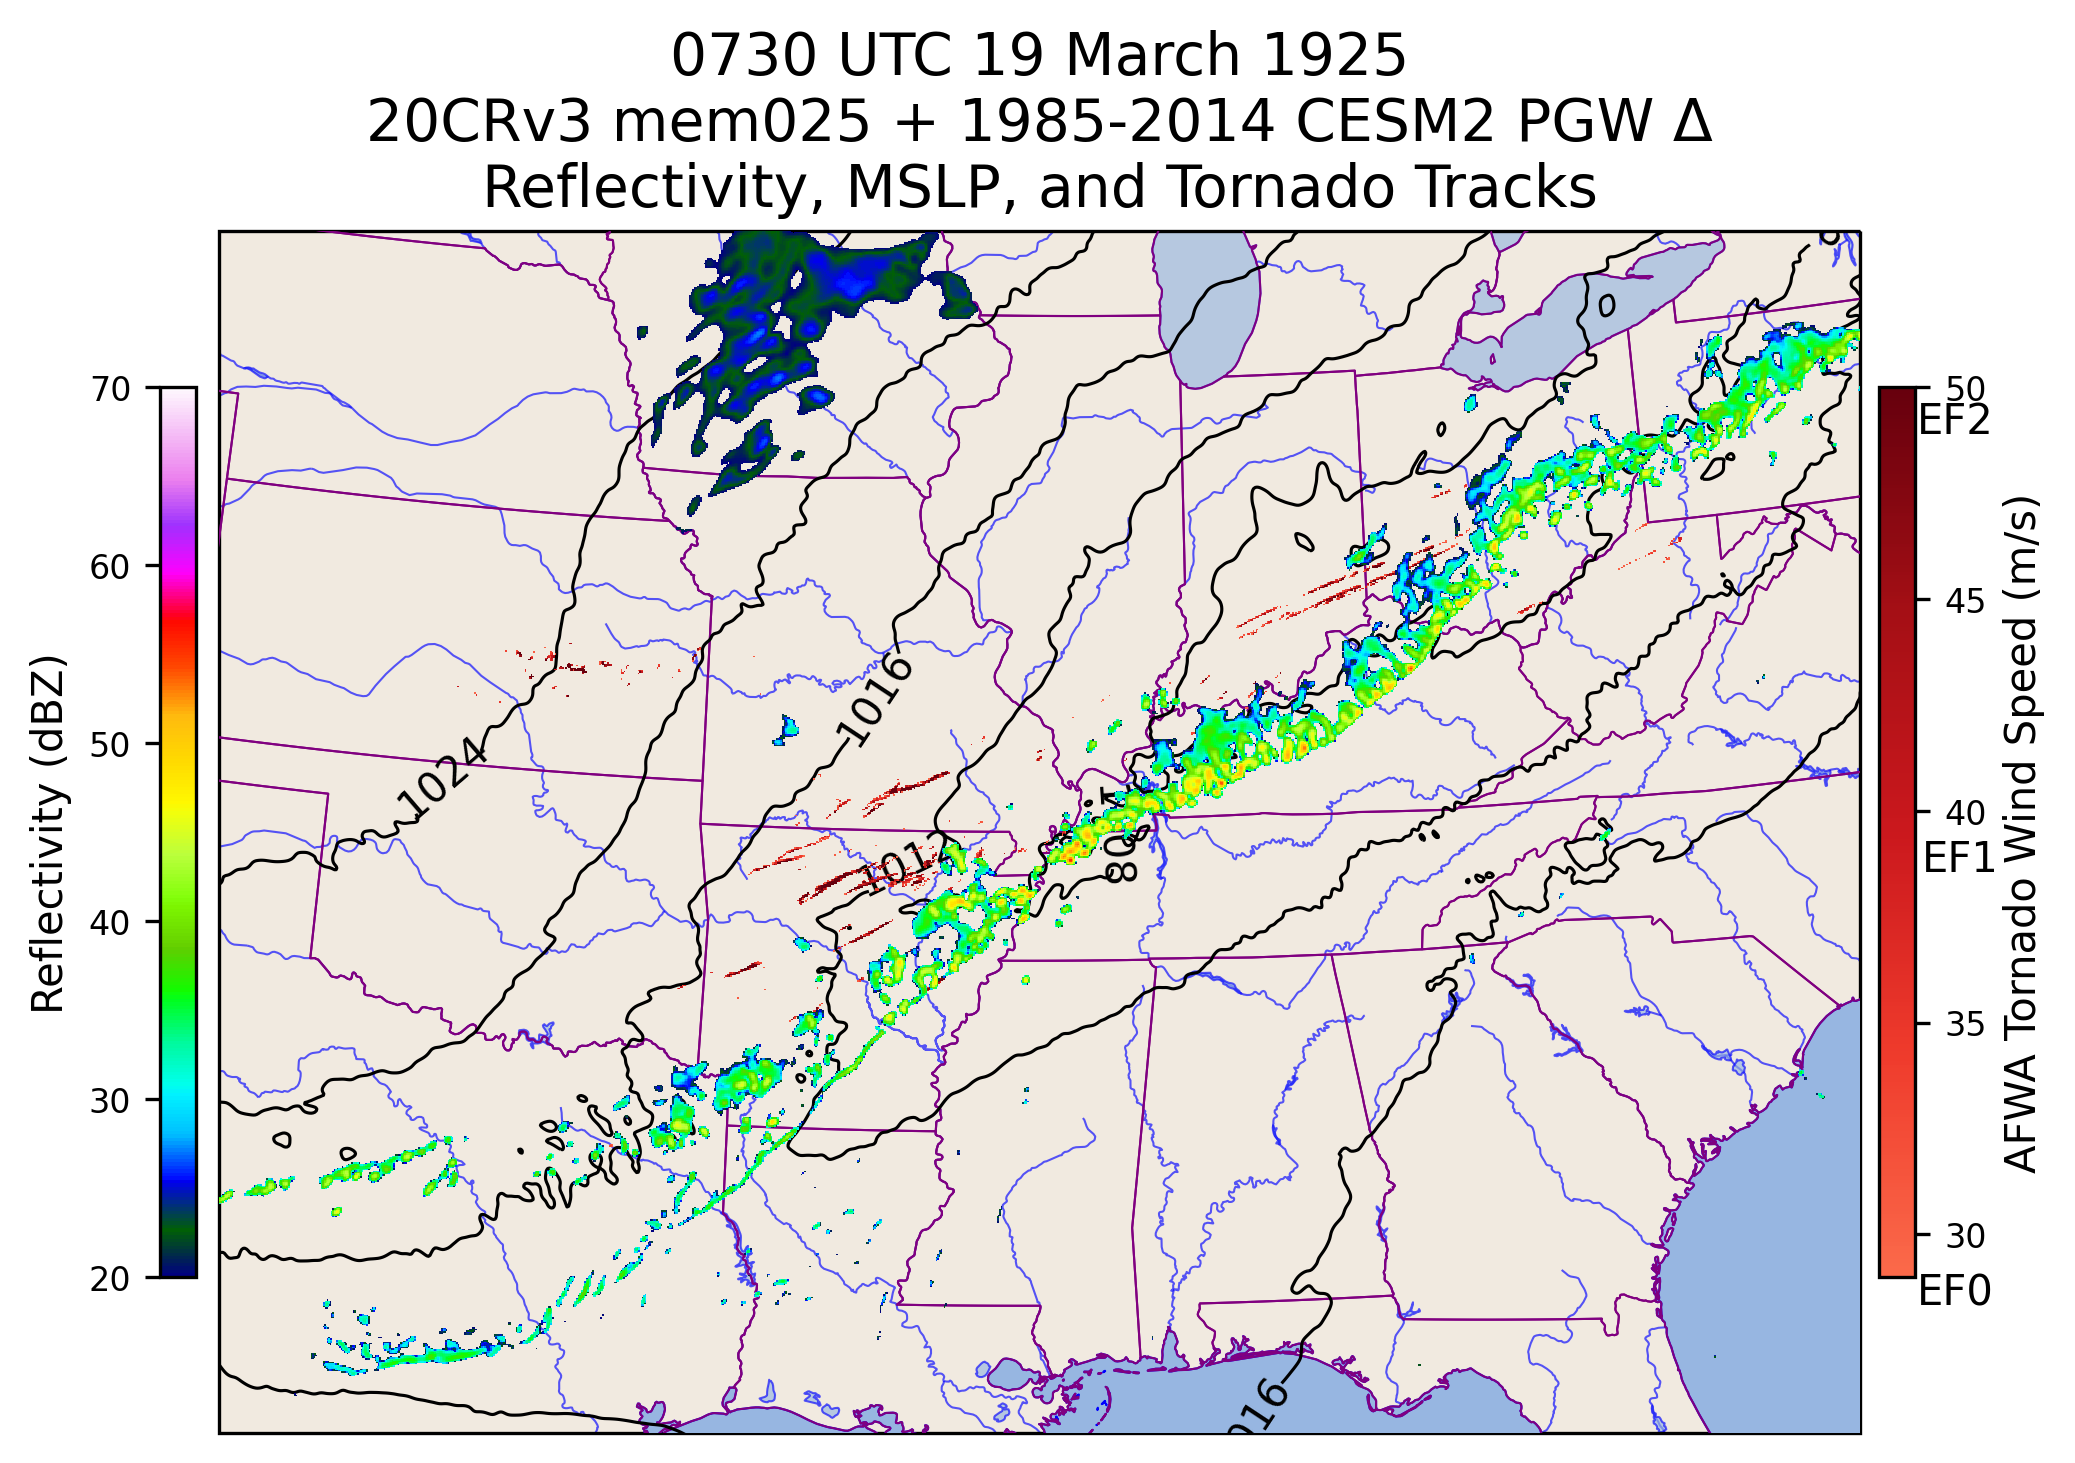 0730 UTC 19 March 1925
20CRv3 mem025 + 1985-2014 CESM2 PGW Δ
Reflectivity, MSLP, and Tornado Tracks
70
60
50
40
30
20
Reflectivity (dBZ)
1024
1016
1012
08
016
50
EF2
45
40
EF1
35
30
EF0
AFWA Tornado Wind Speed (m/s)